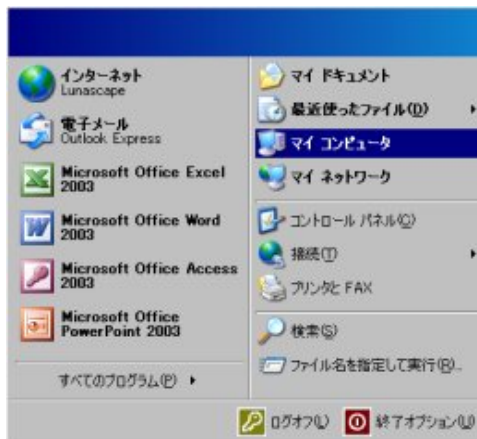 インターネット
Lunascape
電子メール
Outlook Express
Microsoft Office Excel
2003
Microsoft Office Word
2003
Microsoft Office Access
2003
Microsoft Office
PowerPoint 2003
すべてのプログラム(P)
マイ ドキュメント
最近使ったファイル(D)
マイ コンピュータ
マイ ネットワーク
コントロール パネル(C)
接続(T)
プリンタと FAX
検索(S)
ファイル名を指定して実行(R)...
ログオフ(L)
終了オプション(U)